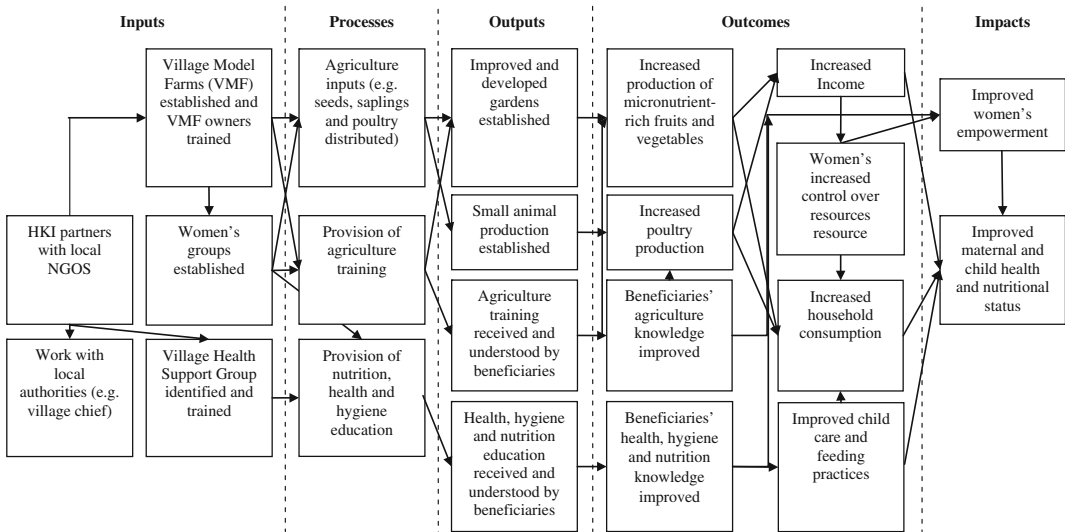 Inputs
Processes
Outputs
Outcomes
Impacts
Village Model
Farms (VMF)
established and
VMF owners
trained
HKI partners
with local
NGOS
Women's
groups
established
Work with
local
authorities (e.g.
village chief)
Village Health
Support Group
identified and
trained
Agriculture
inputs (e.g.
seeds, saplings
and poultry
distributed)
Provision of
agriculture
training
Provision of
nutrition,
health and
hygiene
education
Improved and
developed
gardens
established
Small animal
production
established
Agriculture
training
received and
understood by
beneficiaries
Health, hygiene
and nutrition
education
received and
understood by
beneficiaries
Increased
production of
micronutrient-
rich fruits and
vegetables
Increased
poultry
production
Beneficiaries'
agriculture
knowledge
improved
Beneficiaries'
health, hygiene
and nutrition
knowledge
improved
Increased
Income
Women's
increased
control over
resources
resource
Increased
household
consumption
Improved child
care and
feeding
practices
Improved
women's
empowerment
Improved
maternal and
child health
and nutritional
status